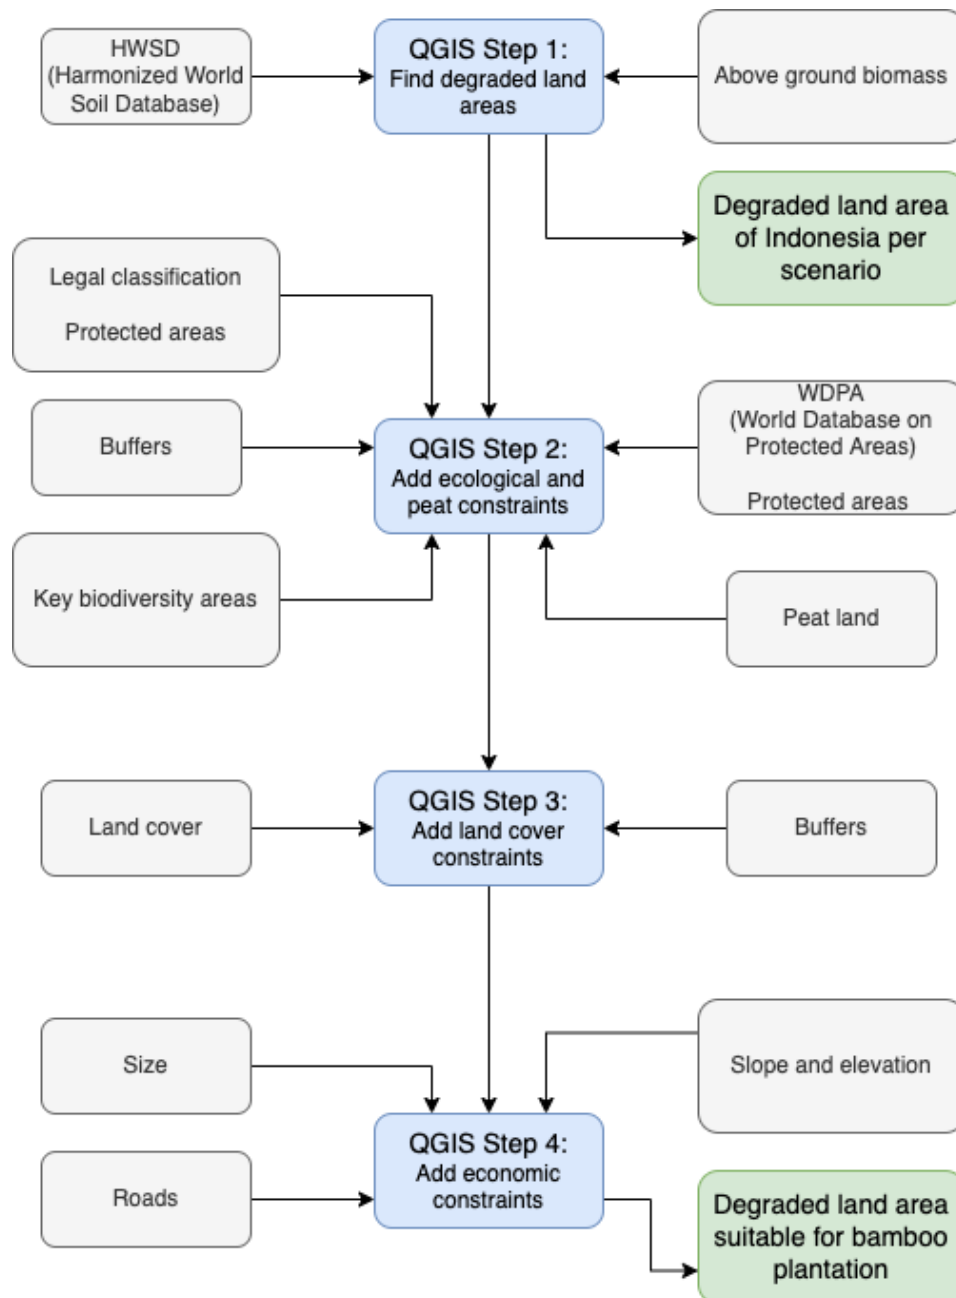 HWSD
(Harmonized World
Soil Database)
QGIS Step 1:
Find degraded land
areas
Above ground biomass
Degraded land area
of Indonesia per
scenario
Legal classification
Protected areas
Buffers
QGIS Step 2:
Add ecological and
peat constraints
WDPA
(World Database on
Protected Areas)
Protected areas
Key biodiversity areas
Peat land
Land cover
QGIS Step 3:
Add land cover
constraints
Buffers
Size
Slope and elevation
Roads
QGIS Step 4:
Add economic
constraints
Degraded land area
suitable for bamboo
plantation